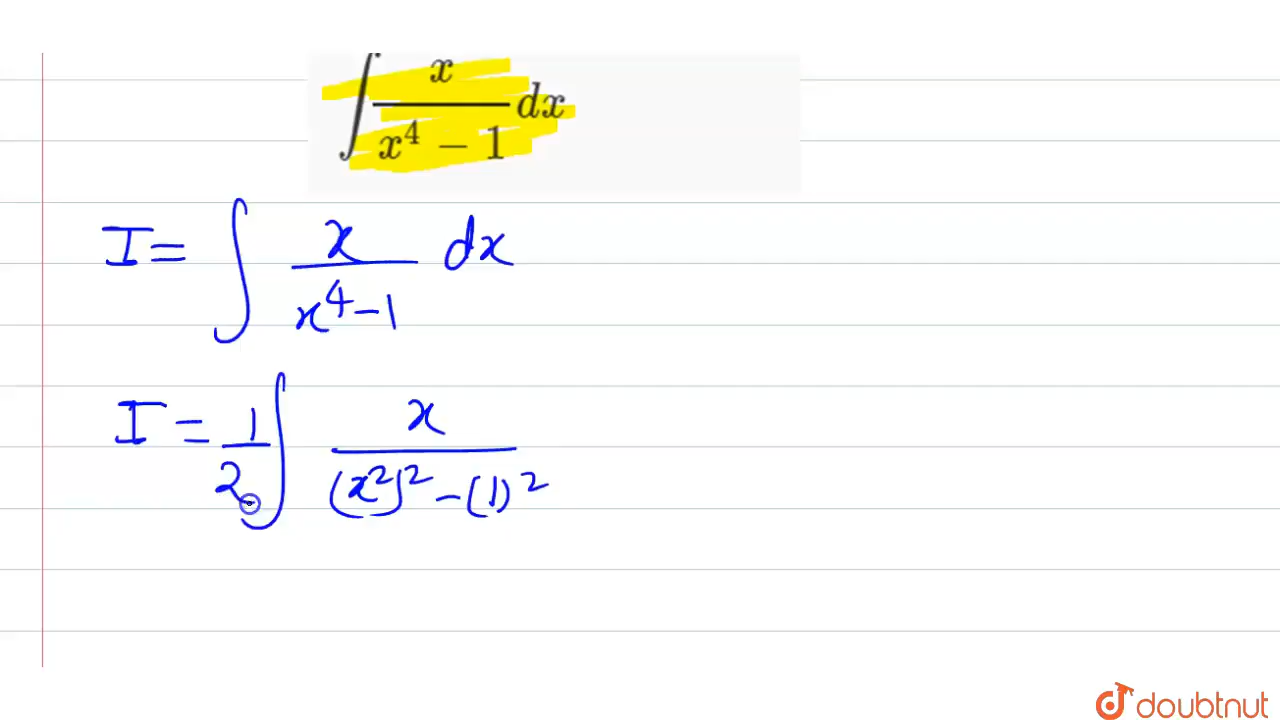 ∫ x/(x⁴ − 1) dx
I = ∫ x/(x⁴ − 1) dx
I = 1/2 ∫ x/((x²)² − (1)²)
doubtnut